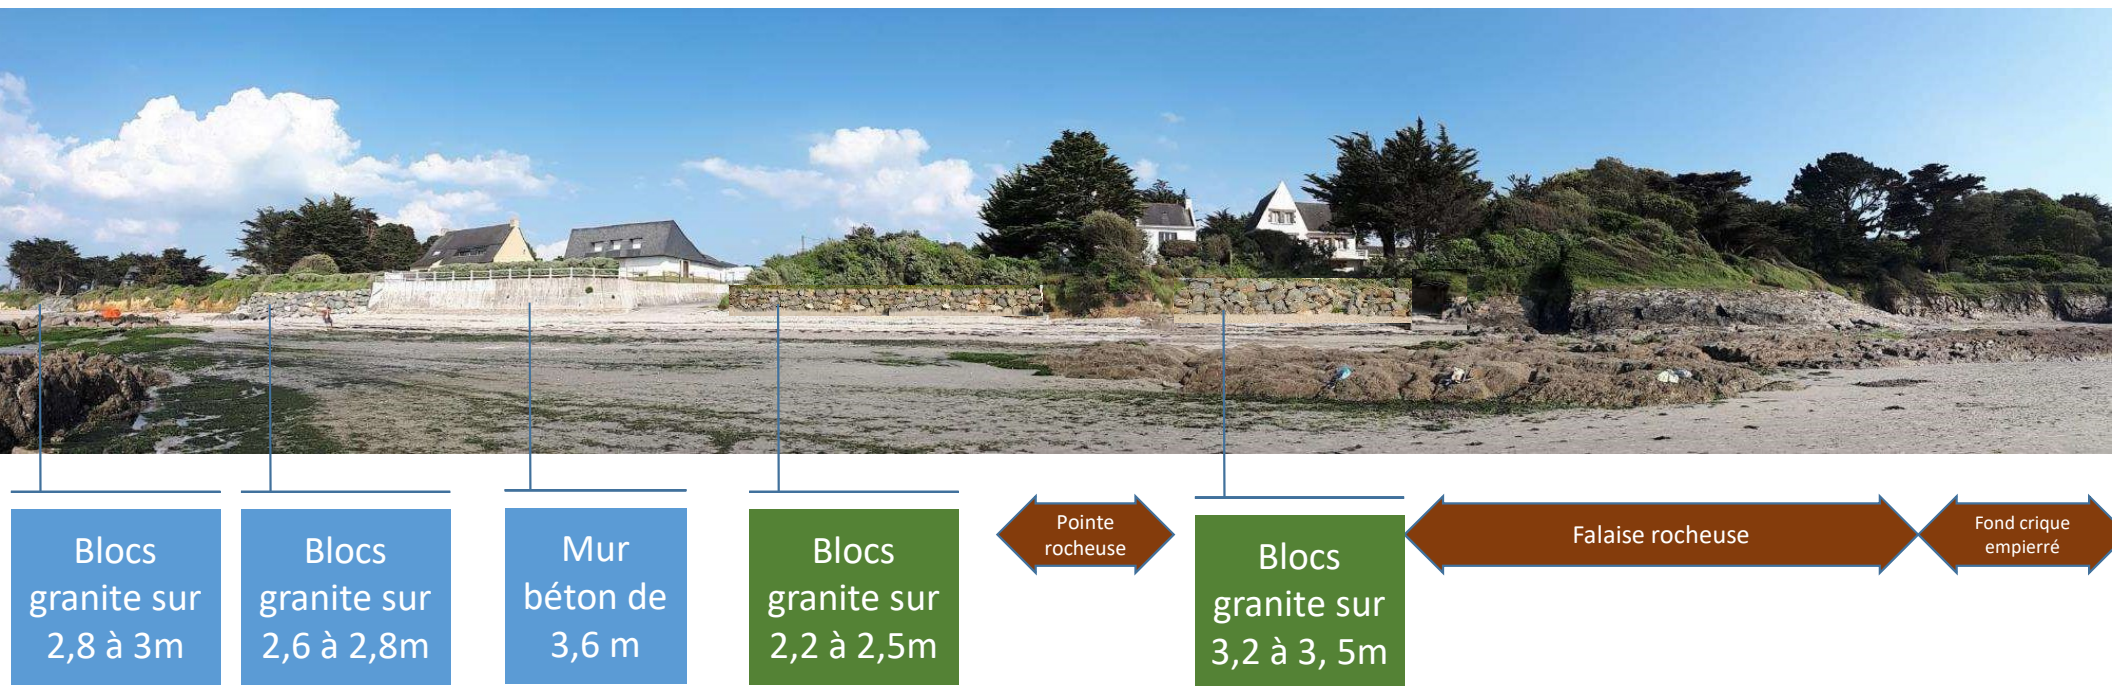 Blocs
granite sur
2,8 à 3m
Blocs
granite sur
2,6 à 2,8m
Mur
béton de
3,6 m
Blocs
granite sur
2,2 à 2,5m
Pointe
rocheuse
Blocs
granite sur
3,2 à 3, 5m
Falaise rocheuse
Fond crique
empierré